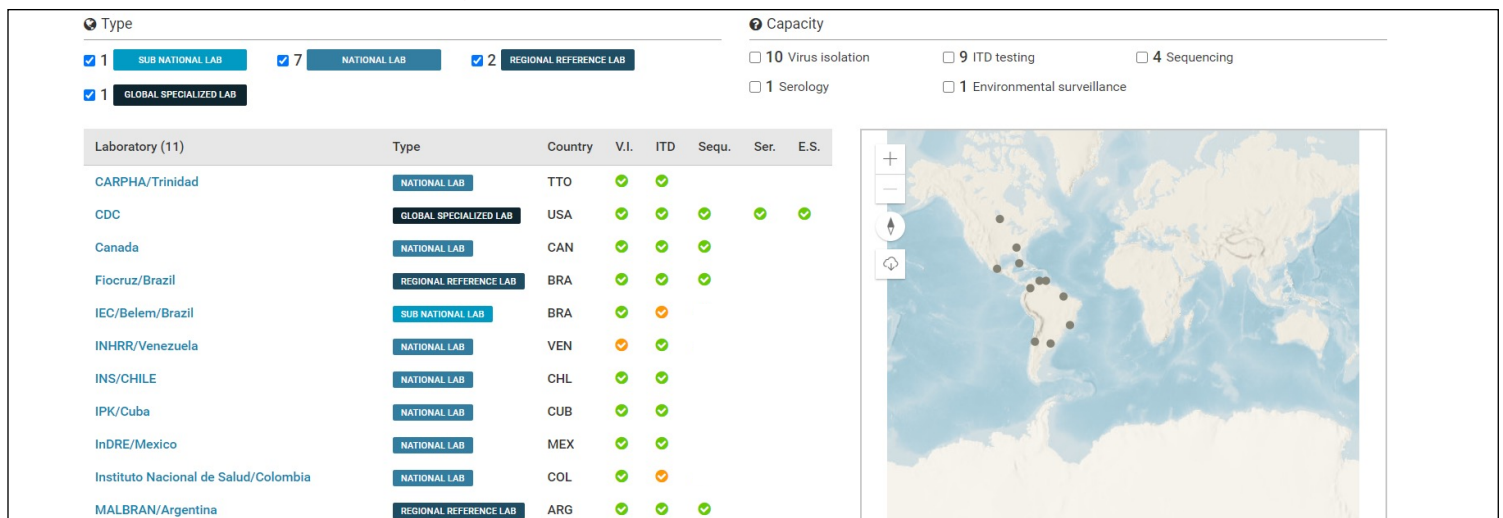 Type
1 SUB NATIONAL LAB 7 NATIONAL LAB 2 REGIONAL REFERENCE LAB
1 GLOBAL SPECIALIZED LAB
Capacity
10 Virus isolation 9 ITD testing 4 Sequencing
1 Serology 1 Environmental surveillance
Laboratory (11) Type Country V.I. ITD Sequ. Ser. E.S.
CARPHA/Trinidad NATIONAL LAB TTO
CDC GLOBAL SPECIALIZED LAB USA
Canada NATIONAL LAB CAN
Fiocruz/Brazil REGIONAL REFERENCE LAB BRA
IEC/Belem/Brazil SUB NATIONAL LAB BRA
INHRR/Venezuela NATIONAL LAB VEN
INS/CHILE NATIONAL LAB CHL
IPK/Cuba NATIONAL LAB CUB
InDRE/Mexico NATIONAL LAB MEX
Instituto Nacional de Salud/Colombia NATIONAL LAB COL
MALBRAN/Argentina REGIONAL REFERENCE LAB ARG